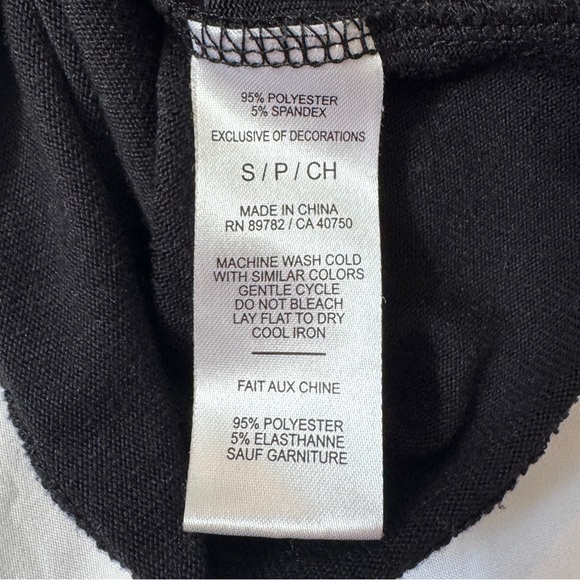 95% POLYESTER
5% SPANDEX
EXCLUSIVE OF DECORATIONS
S / P / CH
MADE IN CHINA
RN 89782 / CA 40750
MACHINE WASH COLD
WITH SIMILAR COLORS
GENTLE CYCLE
DO NOT BLEACH
LAY FLAT TO DRY
COOL IRON
FAIT AUX CHINE
95% POLYESTER
5% ELASTHANNE
SAUF GARNITURE